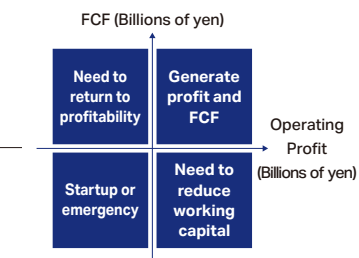 FCF (Billions of yen)
Need to
return to
profitability
Generate
profit and
FCF
Operating
Profit
(Billions of yen)
Startup or
emergency
Need to
reduce
working
capital